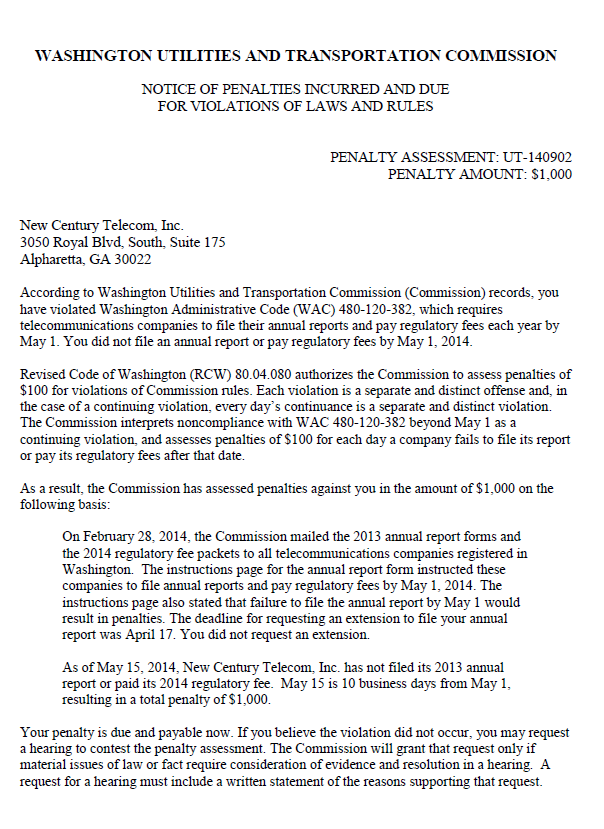 WASHINGTON UTILITIES AND TRANSPORTATION COMMISSION
NOTICE OF PENALTIES INCURRED AND DUE
FOR VIOLATIONS OF LAWS AND RULES
PENALTY ASSESSMENT: UT-140902
PENALTY AMOUNT: $1,000
New Century Telecom, Inc.
3050 Royal Blvd, South, Suite 175
Alpharetta, GA 30022
According to Washington Utilities and Transportation Commission (Commission) records, you
have violated Washington Administrative Code (WAC) 480-120-382, which requires
telecommunications companies to file their annual reports and pay regulatory fees each year by
May 1. You did not file an annual report or pay regulatory fees by May 1, 2014.
Revised Code of Washington (RCW) 80.04.080 authorizes the Commission to assess penalties of
$100 for violations of Commission rules. Each violation is a separate and distinct offense and, in
the case of a continuing violation, every day's continuance is a separate and distinct violation.
The Commission interprets noncompliance with WAC 480-120-382 beyond May 1 as a
continuing violation, and assesses penalties of $100 for each day a company fails to file its report
or pay its regulatory fees after that date.
As a result, the Commission has assessed penalties against you in the amount of $1,000 on the
following basis:
On February 28, 2014, the Commission mailed the 2013 annual report forms and
the 2014 regulatory fee packets to all telecommunications companies registered in
Washington. The instructions page for the annual report form instructed these
companies to file annual reports and pay regulatory fees by May 1, 2014. The
instructions page also stated that failure to file the annual report by May 1 would
result in penalties. The deadline for requesting an extension to file your annual
report was April 17. You did not request an extension.
As of May 15, 2014, New Century Telecom, Inc. has not filed its 2013 annual
report or paid its 2014 regulatory fee. May 15 is 10 business days from May 1,
resulting in a total penalty of $1,000.
Your penalty is due and payable now. If you believe the violation did not occur, you may request
a hearing to contest the penalty assessment. The Commission will grant that request only if
material issues of law or fact require consideration of evidence and resolution in a hearing. A
request for a hearing must include a written statement of the reasons supporting that request.